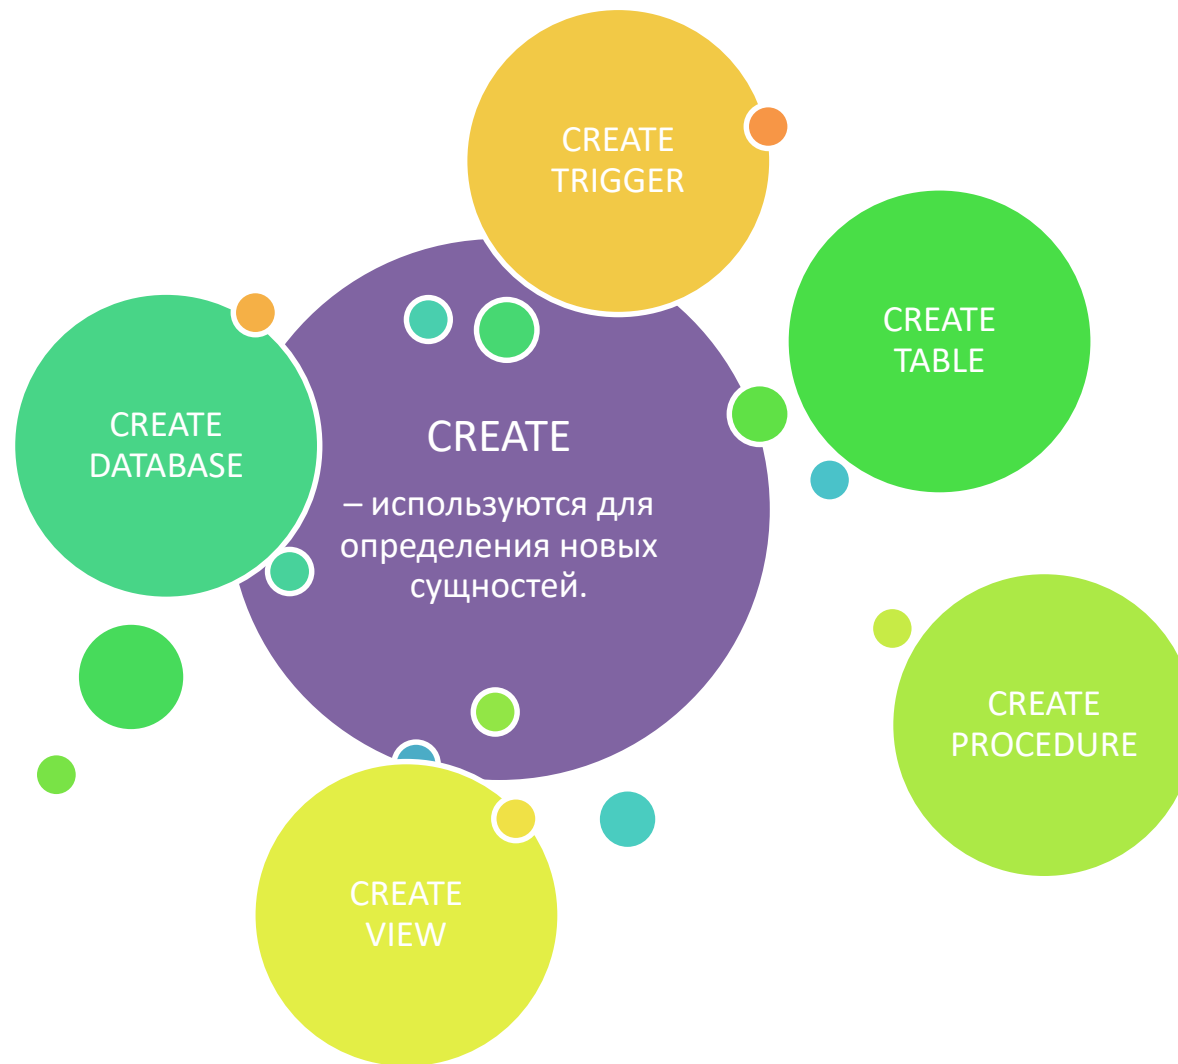 CREATE
TRIGGER
CREATE
TABLE
CREATE
DATABASE
CREATE
– используются для
определения новых
сущностей.
CREATE
PROCEDURE
CREATE
VIEW